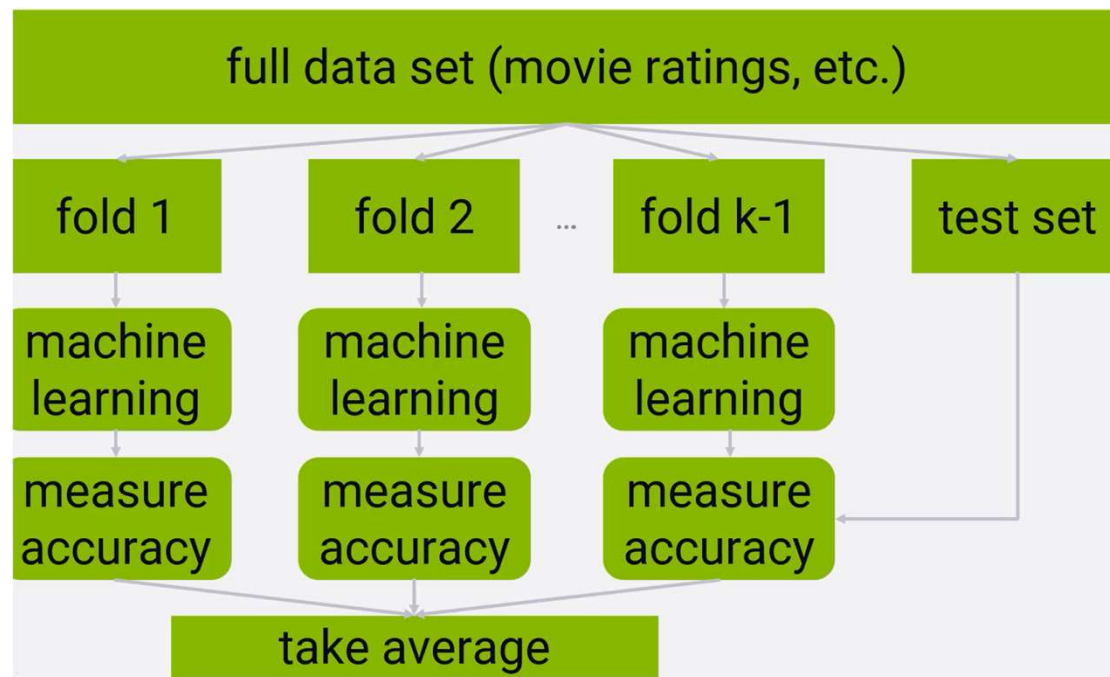 full data set (movie ratings, etc.)
fold 1
fold 2
...
fold k-1
test set
machine
learning
machine
learning
machine
learning
measure
accuracy
measure
accuracy
measure
accuracy
take average